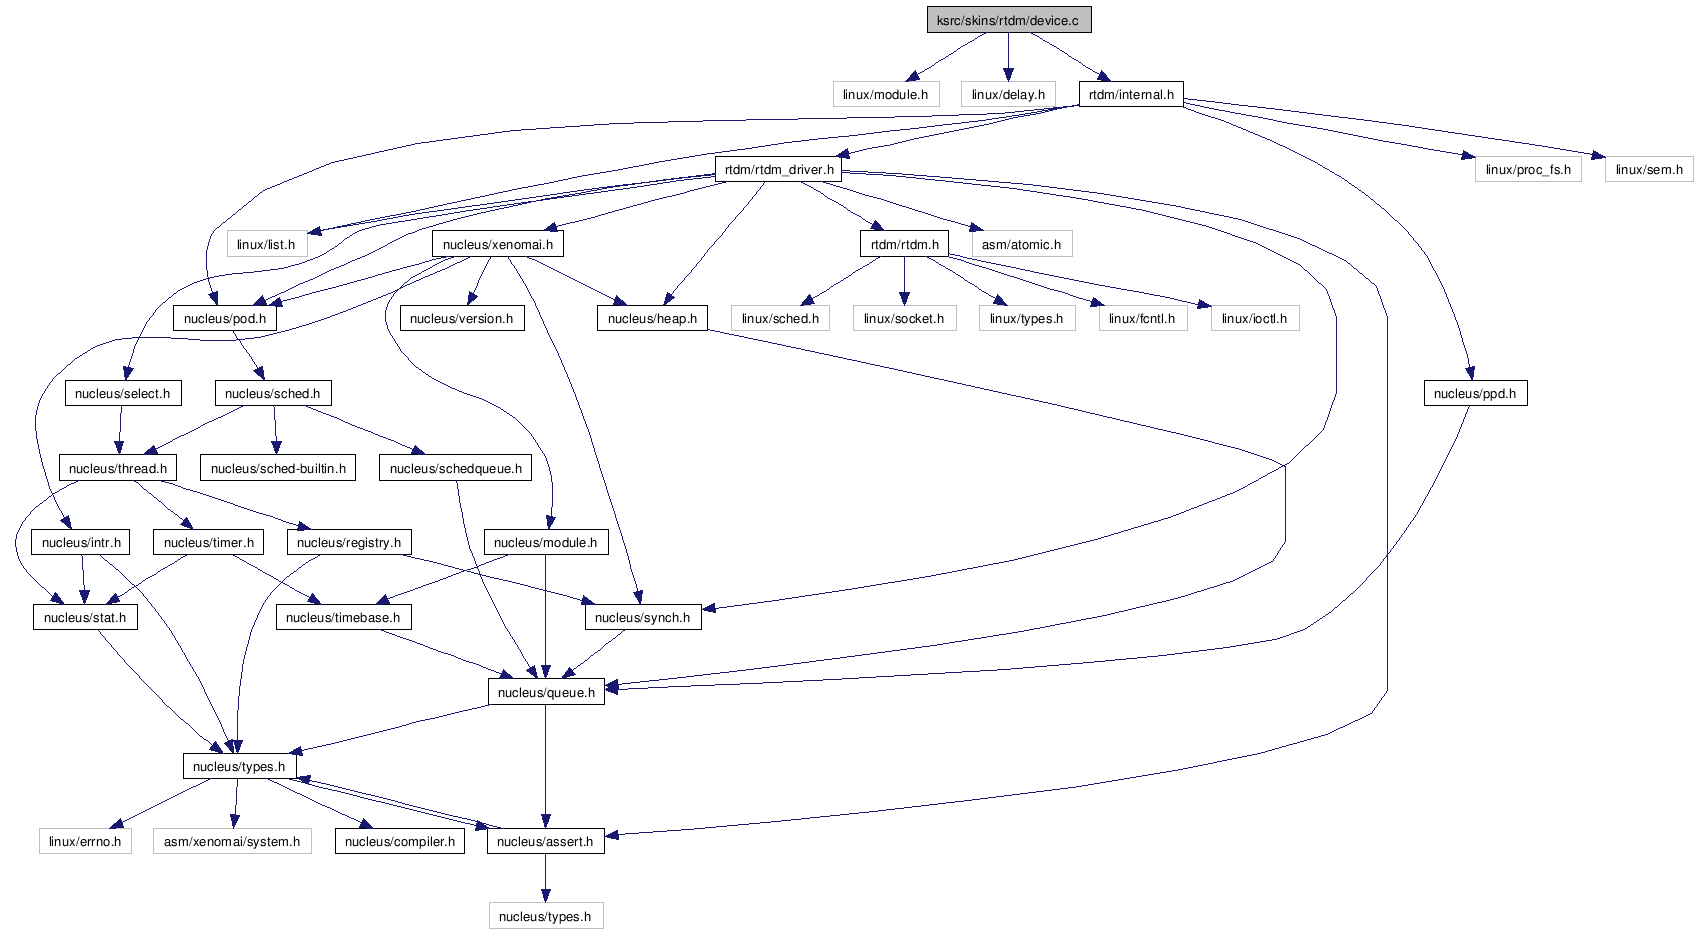 ksrc/skins/rtdm/device.c
linux/module.h
linux/delay.h
rtdm/internal.h
rtdm/rtdm_driver.h
linux/proc_fs.h
linux/sem.h
linux/list.h
nucleus/xenomai.h
rtdm/rtdm.h
asm/atomic.h
nucleus/pod.h
nucleus/version.h
nucleus/heap.h
linux/sched.h
linux/socket.h
linux/types.h
linux/fcntl.h
linux/ioctl.h
nucleus/select.h
nucleus/sched.h
nucleus/ppd.h
nucleus/thread.h
nucleus/sched-builtin.h
nucleus/schedqueue.h
nucleus/intr.h
nucleus/timer.h
nucleus/registry.h
nucleus/module.h
nucleus/stat.h
nucleus/timebase.h
nucleus/synch.h
nucleus/queue.h
nucleus/types.h
linux/errno.h
asm/xenomai/system.h
nucleus/compiler.h
nucleus/assert.h
nucleus/types.h